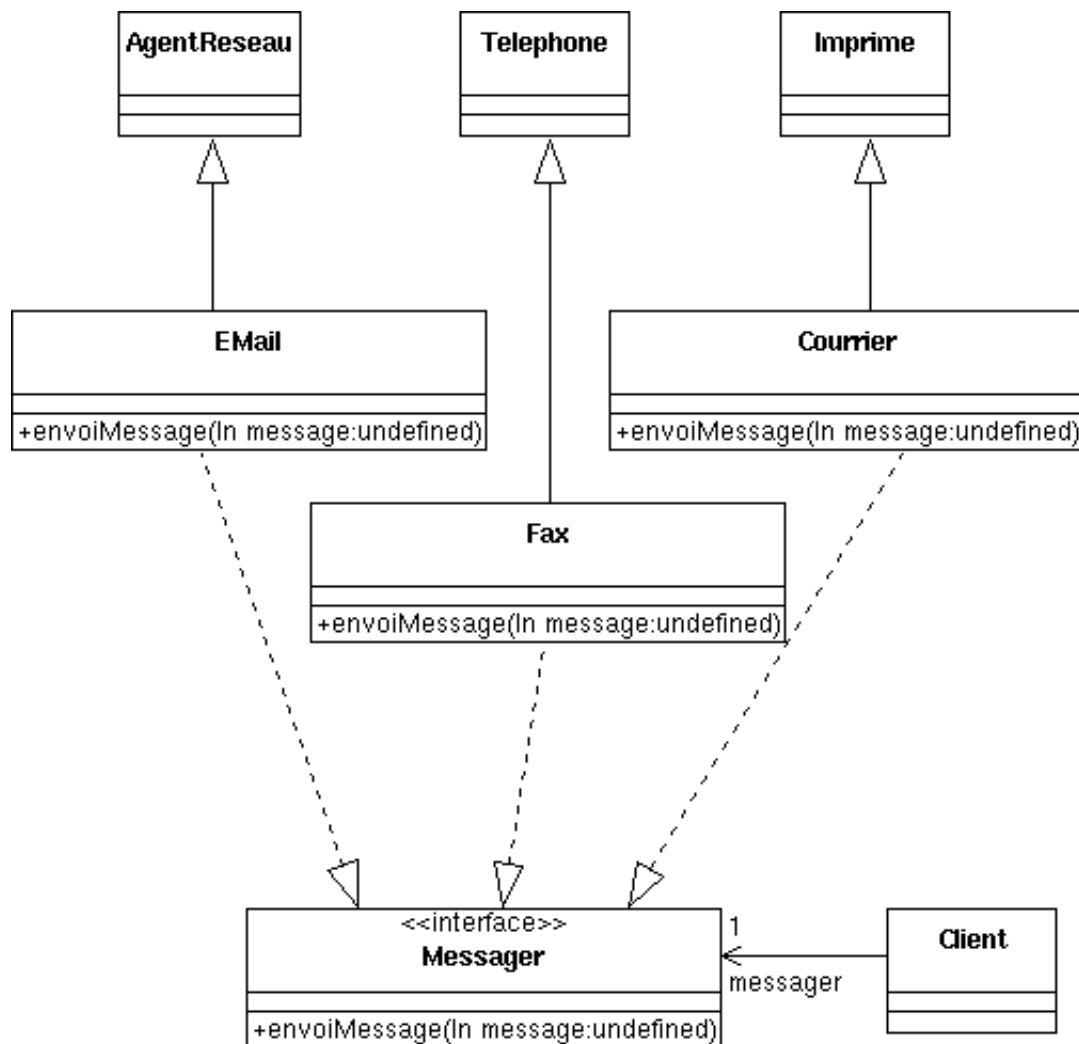 AgentReseau
Telephone
Imprime
EMail
+envoiMessage(In message:undefined)
Courrier
+envoiMessage(In message:undefined)
Fax
+envoiMessage(In message:undefined)
<<interface>>
Messager
+envoiMessage(In message:undefined)
1
messager
Client